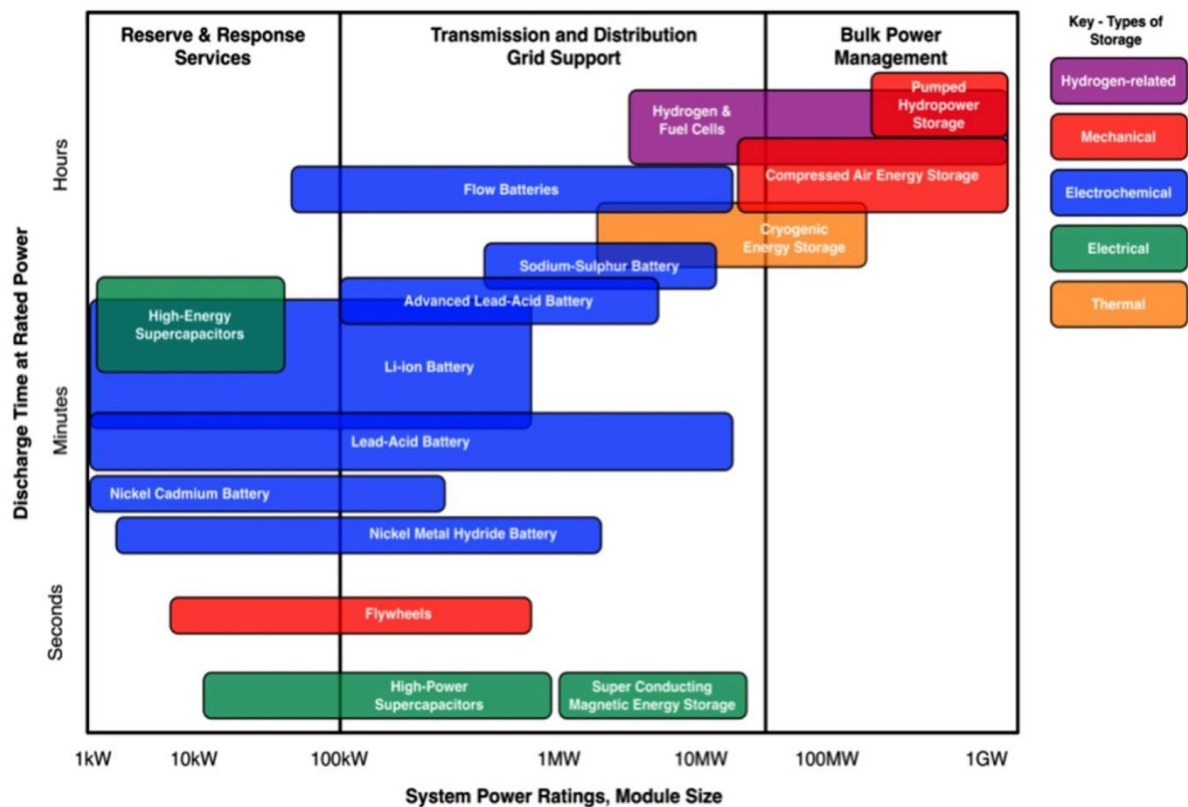 Reserve & Response
Services
Transmission and Distribution
Grid Support
Bulk Power
Management
Key - Types of
Storage
Hydrogen-related
Mechanical
Electrochemical
Electrical
Thermal
Pumped
Hydropower
Storage
Hydrogen &
Fuel Cells
Compressed Air Energy Storage
Flow Batteries
Cryogenic
Energy Storage
Sodium-Sulphur Battery
Advanced Lead-Acid Battery
High-Energy
Supercapacitors
Li-ion Battery
Lead-Acid Battery
Nickel Cadmium Battery
Nickel Metal Hydride Battery
Flywheels
High-Power
Supercapacitors
Super Conducting
Magnetic Energy Storage
Discharge Time at Rated Power
Hours
Minutes
Seconds
1kW
10kW
100kW
1MW
10MW
100MW
1GW
System Power Ratings, Module Size